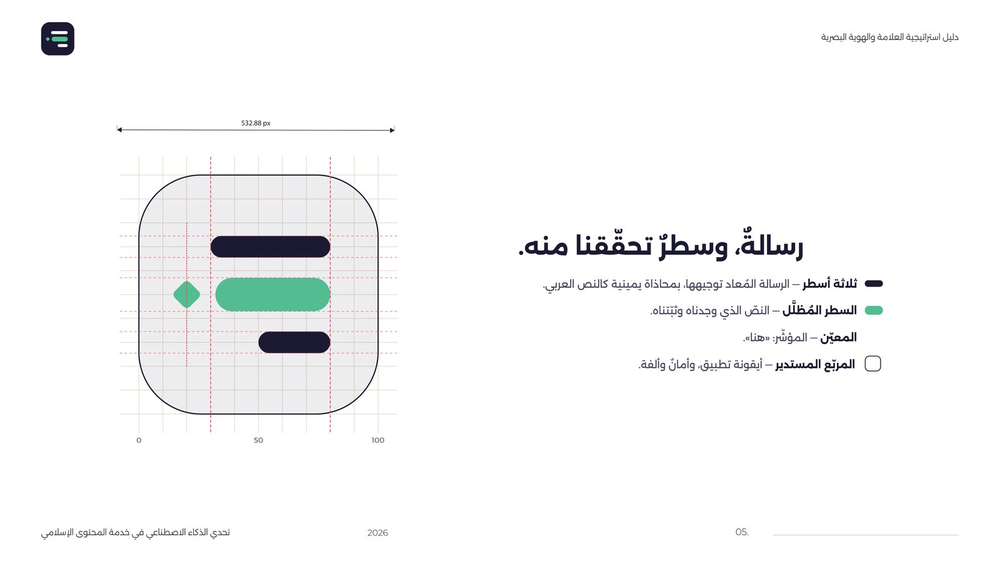 دليل استراتيجية العلامة والهوية البصرية
532.88 px
0 50 100
رسالةٌ، وسطرٌ تحقّقنا منه.
ثلاثة أسطر – الرسالة المُعاد توجيهها، بمحاذاة يمينية كالنص العربي.
السطر المُظلَّل – النصّ الذي وجدناه وثبّتناه.
المعيّن – المؤشّر: «هنا».
المربّع المستدير – أيقونة تطبيق، وأمانٌ وألفة.
05.
2026
تحدي الذكاء الاصطناعي في خدمة المحتوى الإسلامي